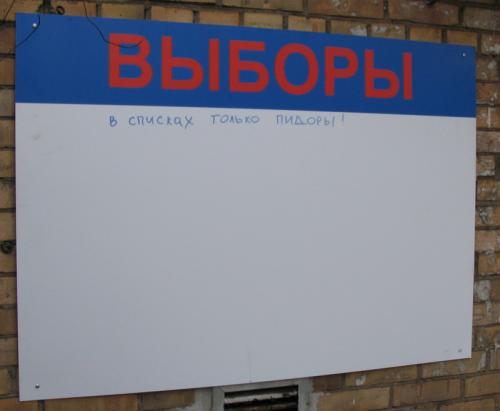 ВЫБОРЫ
в списках только пидоры!